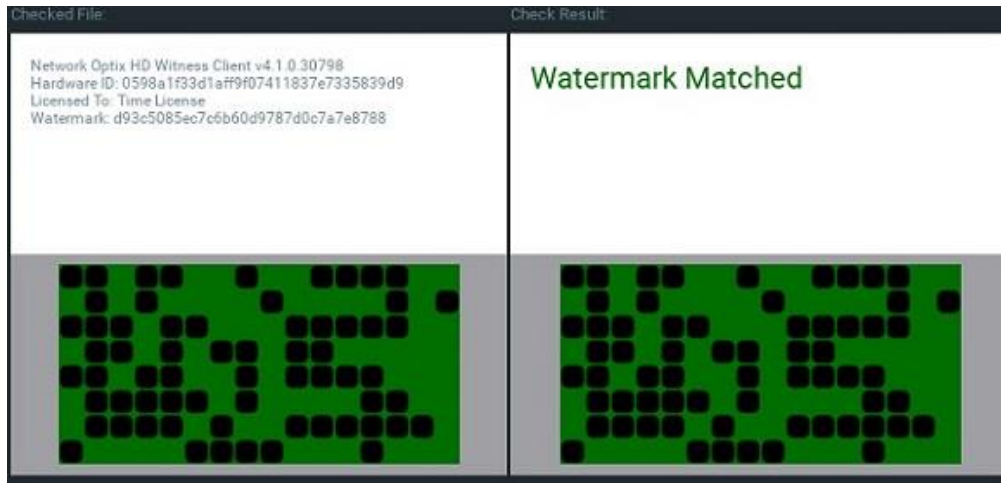 Checked File:
Check Result:
Network Optix HD Witness Client v4.1.0.30798
Hardware ID: 0598a1f33d1aff9f07411837e7335839d9
Licensed To: Time License
Watermark: d93c5085ec7c6b60d9787d0c7a7e8788
Watermark Matched